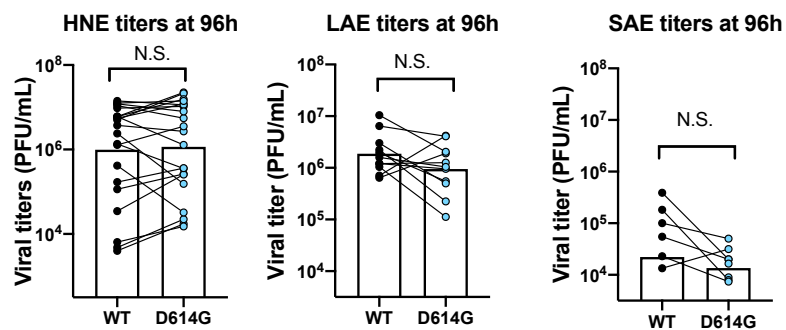 HNE titers at 96h
N.S.
Viral titers (PFU/mL)
10⁸
10⁶
10⁴
WT
D614G
LAE titers at 96h
N.S.
Viral titer (PFU/mL)
10⁸
10⁷
10⁶
10⁵
10⁴
WT
D614G
SAE titers at 96h
N.S.
Viral titer (PFU/mL)
10⁸
10⁶
10⁵
10⁴
WT
D614G